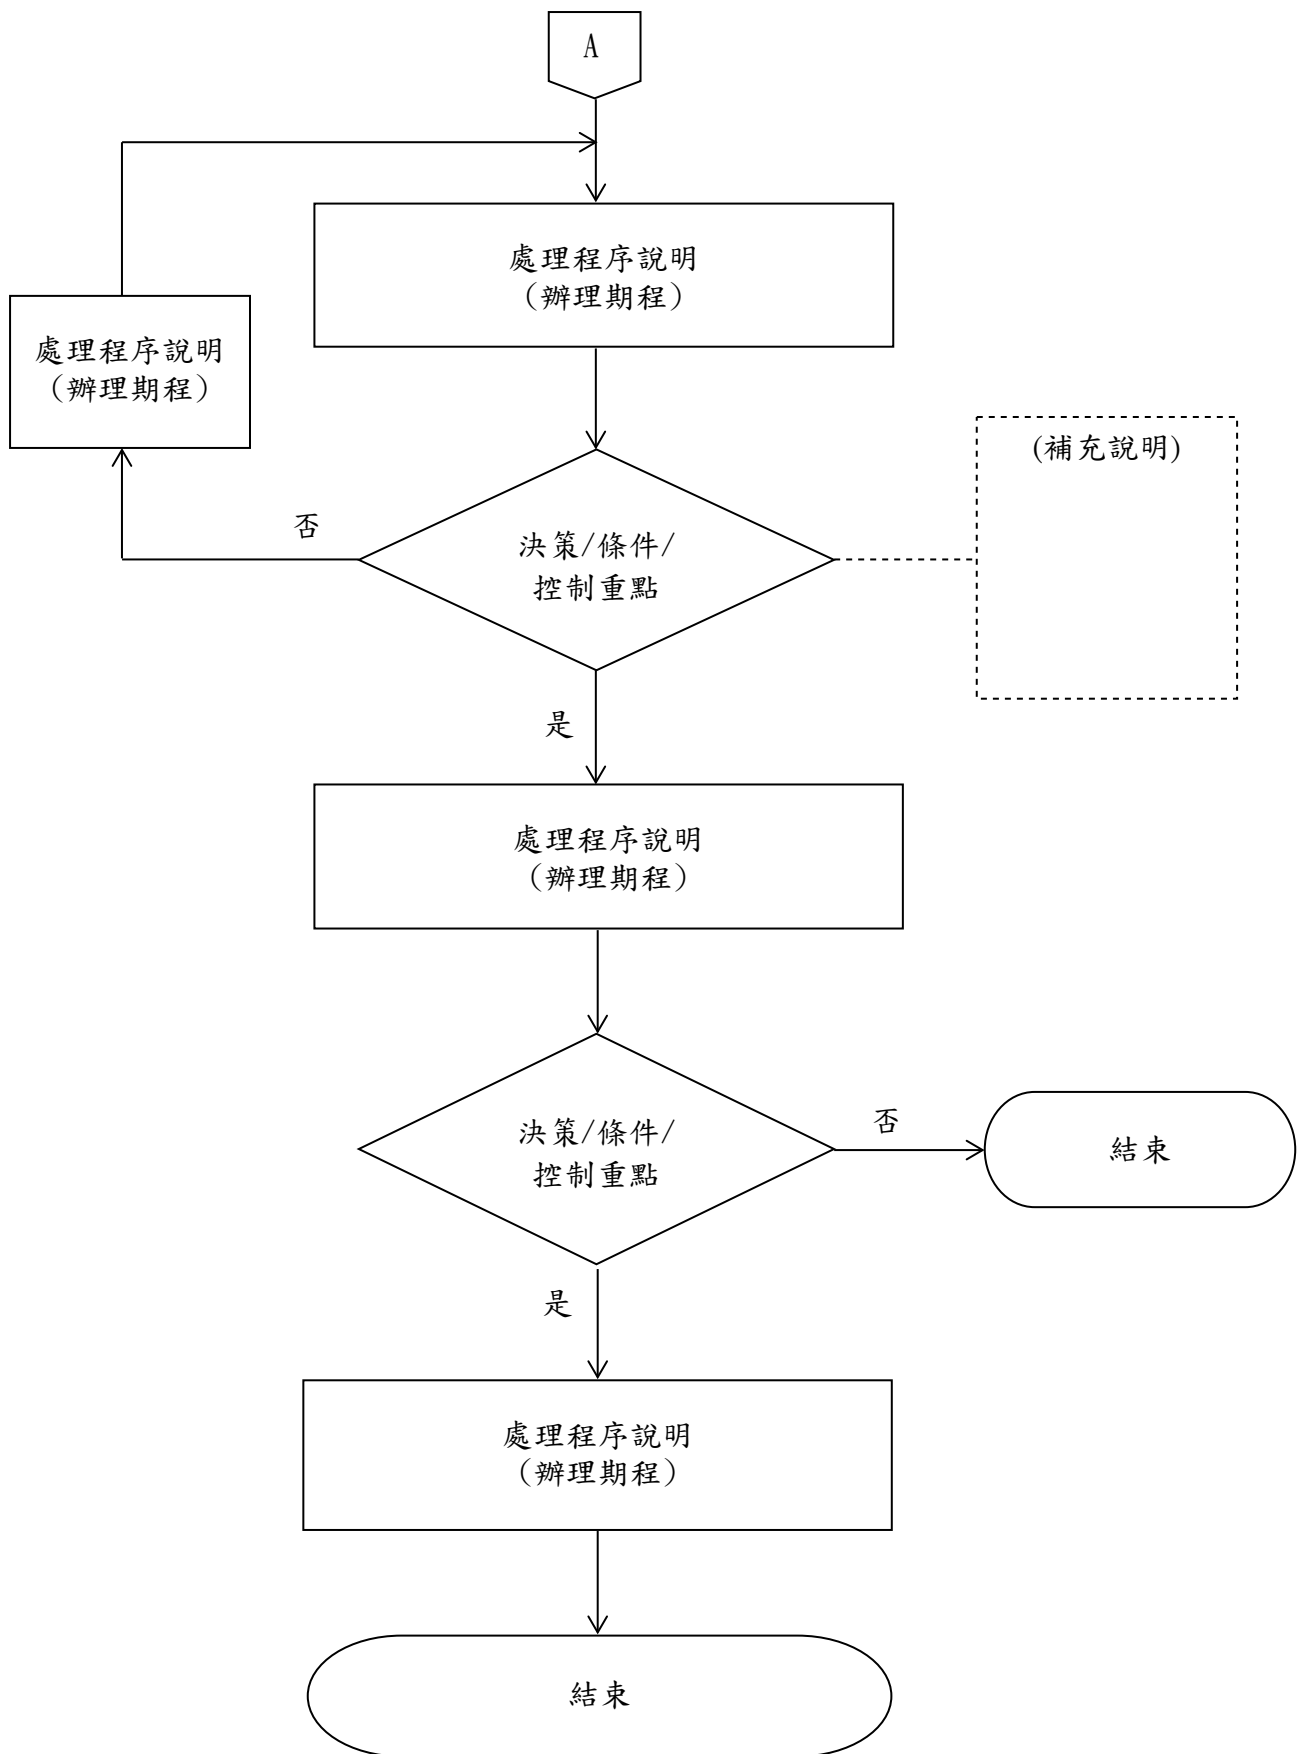 A
處理程序說明
（辦理期程）
處理程序說明
（辦理期程）
(補充說明)
否
決策/條件/
控制重點
是
處理程序說明
（辦理期程）
決策/條件/
控制重點
否
結束
是
處理程序說明
（辦理期程）
結束